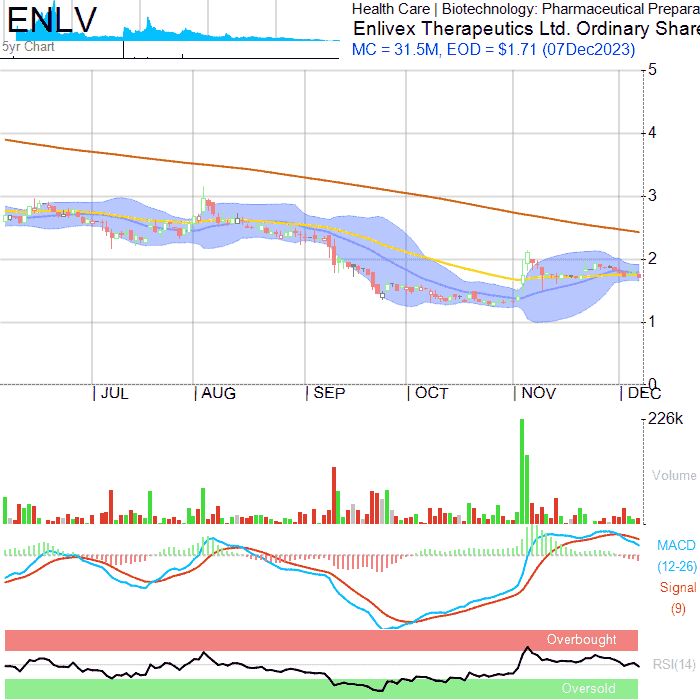 ENLV
Health Care | Biotechnology: Pharmaceutical Prepara
Enlivex Therapeutics Ltd. Ordinary Share
5yr Chart
MC = 31.5M, EOD = $1.71 (07Dec2023)
5
4
3
2
1
0
JUL AUG SEP OCT NOV DEC
226k
Volume
MACD
(12-26)
Signal
(9)
Overbought
RSI(14)
Oversold